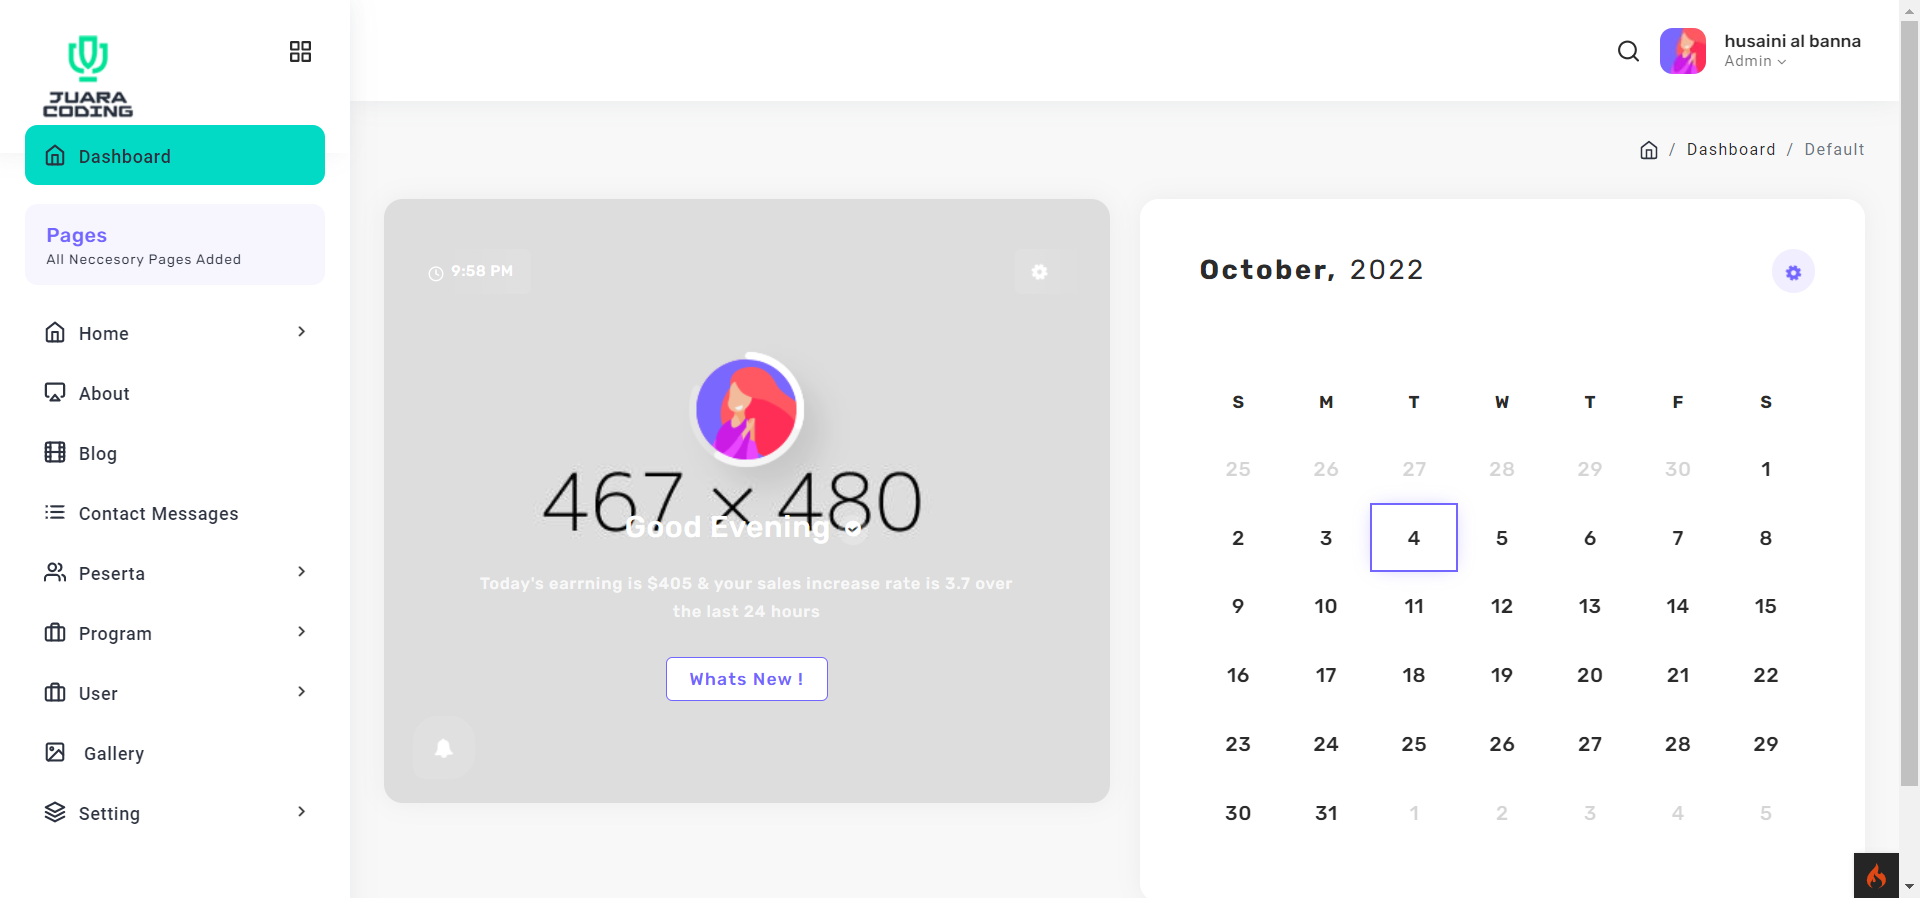 JUARA
CODING
Dashboard
Pages
All Neccesory Pages Added
Home
About
Blog
Contact Messages
Peserta
Program
User
Gallery
Setting
husaini al banna
Admin
/ Dashboard / Default
9:58 PM
467 × 480
Good Evening
Today's earrning is $405 & your sales increase rate is 3.7 over
the last 24 hours
Whats New !
October, 2022
S M T W T F S
25 26 27 28 29 30 1
2 3 4 5 6 7 8
9 10 11 12 13 14 15
16 17 18 19 20 21 22
23 24 25 26 27 28 29
30 31 1 2 3 4 5